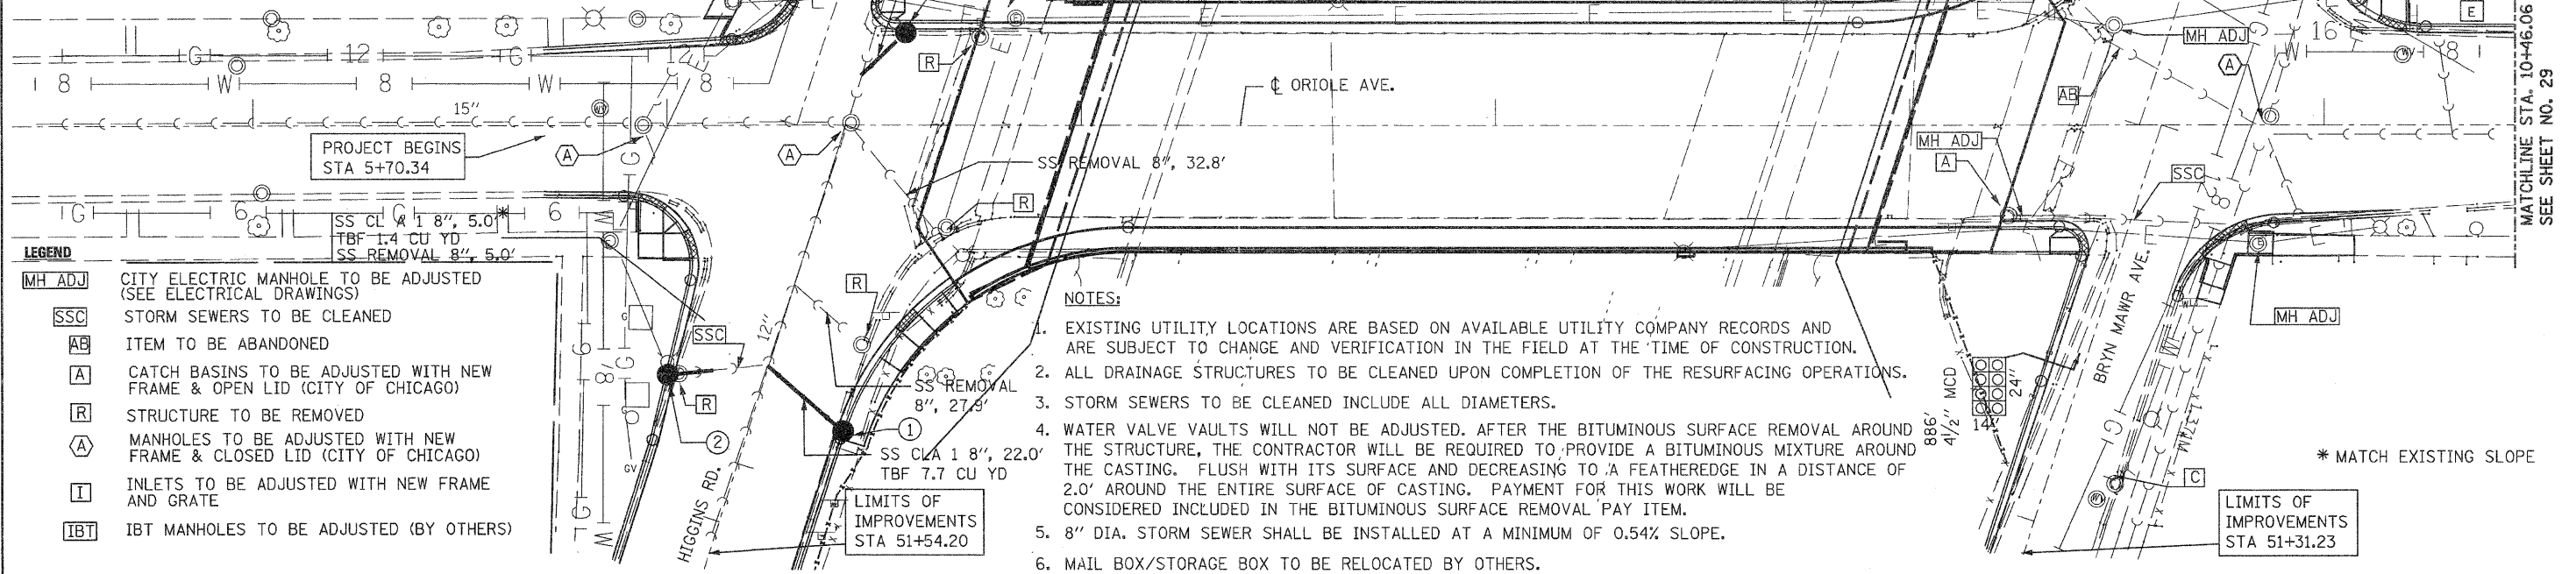 G 12 G 12
8 W 8 W 8
15"
PROJECT BEGINS
STA 5+70.34
A
A
R
℄ ORIOLE AVE.
SS REMOVAL 8", 32.8'
R
MH ADJ
16
W
8
E
A
AB
MH ADJ
A
SSC
MATCHLINE STA. 10+46.06
SEE SHEET NO. 29
G 6 G 6
SS CL A 1 8", 5.0' *
TBF 1.4 CU YD
SS REMOVAL 8", 5.0'
LEGEND
MH ADJ CITY ELECTRIC MANHOLE TO BE ADJUSTED
(SEE ELECTRICAL DRAWINGS)
SSC STORM SEWERS TO BE CLEANED
AB ITEM TO BE ABANDONED
A CATCH BASINS TO BE ADJUSTED WITH NEW
FRAME & OPEN LID (CITY OF CHICAGO)
R STRUCTURE TO BE REMOVED
A MANHOLES TO BE ADJUSTED WITH NEW
FRAME & CLOSED LID (CITY OF CHICAGO)
I INLETS TO BE ADJUSTED WITH NEW FRAME
AND GRATE
IBT IBT MANHOLES TO BE ADJUSTED (BY OTHERS)
SSC
R
2
GV
12"
HIGGINS RD.
R
SS REMOVAL
8", 27.9'
1
SS CLA 1 8", 22.0'
TBF 7.7 CU YD
LIMITS OF
IMPROVEMENTS
STA 51+54.20
NOTES:
1. EXISTING UTILITY LOCATIONS ARE BASED ON AVAILABLE UTILITY COMPANY RECORDS AND
ARE SUBJECT TO CHANGE AND VERIFICATION IN THE FIELD AT THE TIME OF CONSTRUCTION.
2. ALL DRAINAGE STRUCTURES TO BE CLEANED UPON COMPLETION OF THE RESURFACING OPERATIONS.
3. STORM SEWERS TO BE CLEANED INCLUDE ALL DIAMETERS.
4. WATER VALVE VAULTS WILL NOT BE ADJUSTED. AFTER THE BITUMINOUS SURFACE REMOVAL AROUND
THE STRUCTURE, THE CONTRACTOR WILL BE REQUIRED TO PROVIDE A BITUMINOUS MIXTURE AROUND
THE CASTING. FLUSH WITH ITS SURFACE AND DECREASING TO A FEATHEREDGE IN A DISTANCE OF
2.0' AROUND THE ENTIRE SURFACE OF CASTING. PAYMENT FOR THIS WORK WILL BE
CONSIDERED INCLUDED IN THE BITUMINOUS SURFACE REMOVAL PAY ITEM.
5. 8" DIA. STORM SEWER SHALL BE INSTALLED AT A MINIMUM OF 0.54% SLOPE.
6. MAIL BOX/STORAGE BOX TO BE RELOCATED BY OTHERS.
886'
4½" MCD
24"
14"
BRYN MAWR AVE.
MH ADJ
C
* MATCH EXISTING SLOPE
LIMITS OF
IMPROVEMENTS
STA 51+31.23